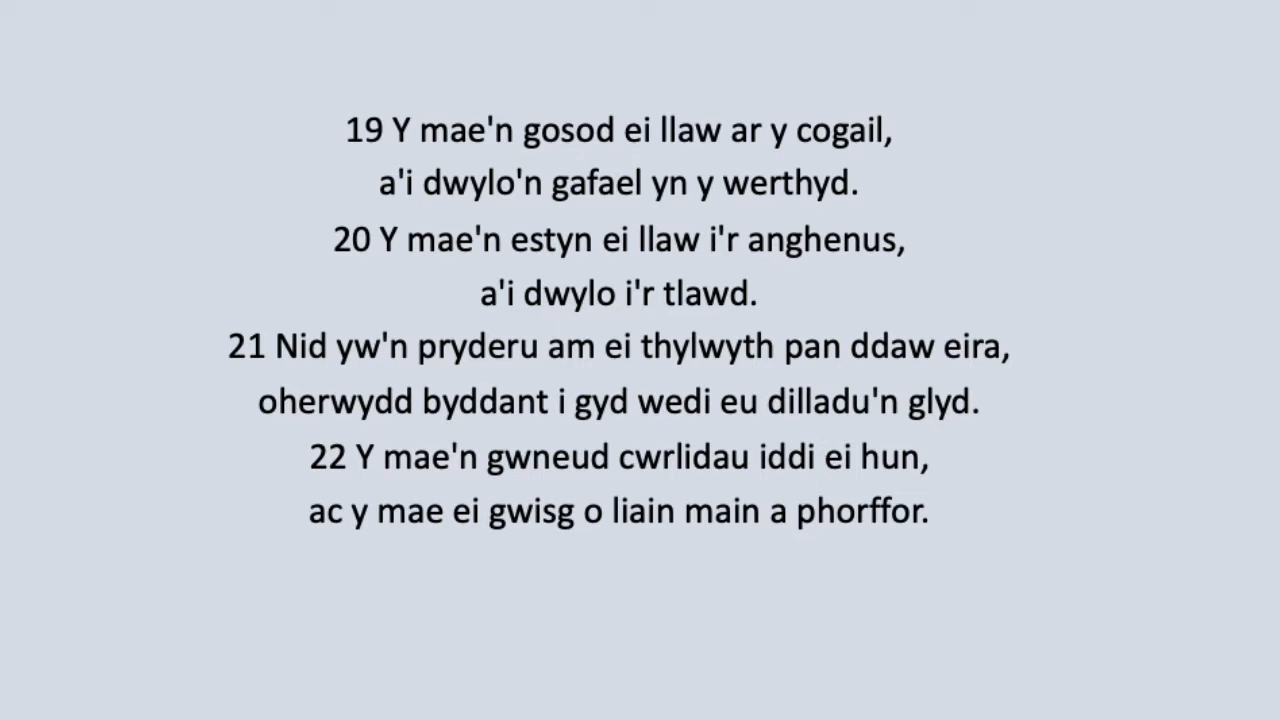 19 Y mae'n gosod ei llaw ar y cogail,
a'i dwylo'n gafael yn y werthyd.
20 Y mae'n estyn ei llaw i'r anghenus,
a'i dwylo i'r tlawd.
21 Nid yw'n pryderu am ei thylwyth pan ddaw eira,
oherwydd byddant i gyd wedi eu dilladu'n glyd.
22 Y mae'n gwneud cwrlidau iddi ei hun,
ac y mae ei gwisg o liain main a phorffor.